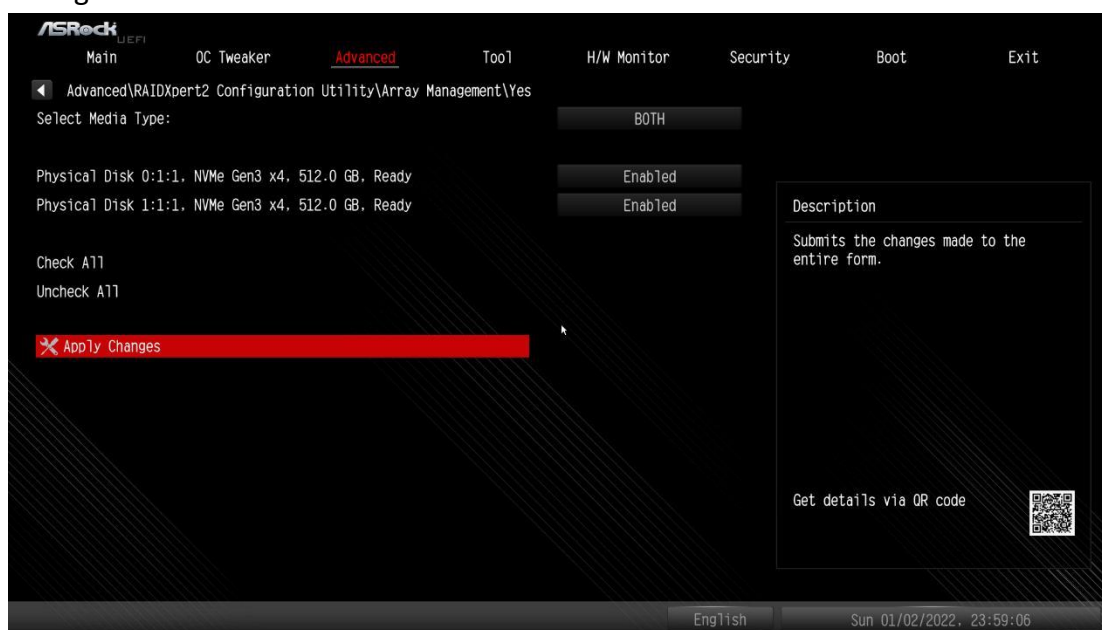 ASRock
UEFI
Main OC Tweaker Advanced Tool H/W Monitor Security Boot Exit
Advanced\RAIDXpert2 Configuration Utility\Array Management\Yes
Select Media Type: BOTH
Physical Disk 0:1:1, NVMe Gen3 x4, 512.0 GB, Ready Enabled
Physical Disk 1:1:1, NVMe Gen3 x4, 512.0 GB, Ready Enabled
Check All
Uncheck All
Apply Changes
Description
Submits the changes made to the
entire form.
Get details via QR code
English Sun 01/02/2022, 23:59:06